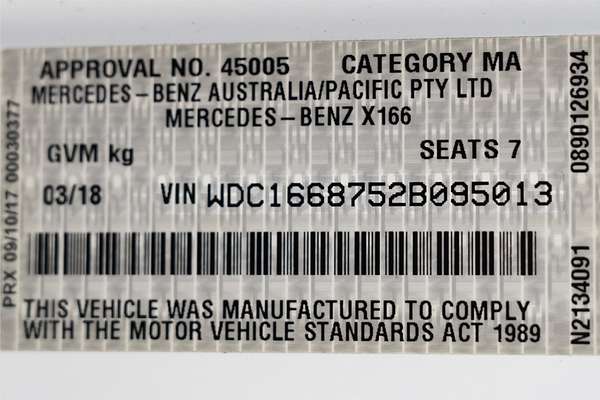 APPROVAL NO. 45005 CATEGORY MA
MERCEDES-BENZ AUSTRALIA/PACIFIC PTY LTD
MERCEDES-BENZ X166
GVM kg SEATS 7
03/18 VIN WDC1668752B095013
THIS VEHICLE WAS MANUFACTURED TO COMPLY
WITH THE MOTOR VEHICLE STANDARDS ACT 1989
PRX 09/10/17 000030377
0890126934
N2134091